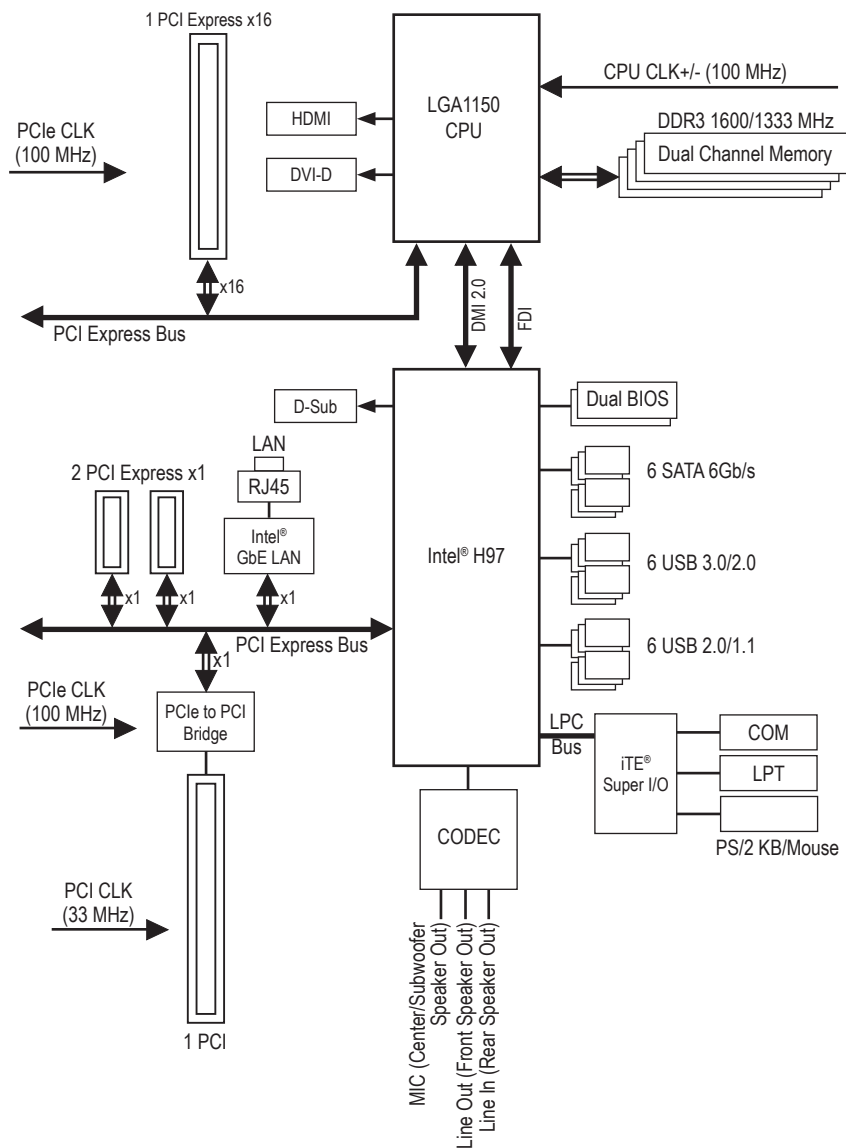 1 PCI Express x16
PCIe CLK
(100 MHz)
x16
PCI Express Bus
HDMI
DVI-D
LGA1150
CPU
CPU CLK+/- (100 MHz)
DDR3 1600/1333 MHz
Dual Channel Memory
DMI 2.0
FDI
D-Sub
Dual BIOS
LAN
RJ45
2 PCI Express x1
Intel®
GbE LAN
Intel® H97
6 SATA 6Gb/s
6 USB 3.0/2.0
6 USB 2.0/1.1
x1
x1
x1
PCI Express Bus
x1
PCIe CLK
(100 MHz)
PCIe to PCI
Bridge
LPC
Bus
iTE®
Super I/O
COM
LPT
PS/2 KB/Mouse
CODEC
PCI CLK
(33 MHz)
1 PCI
MIC (Center/Subwoofer
Speaker Out)
Line Out (Front Speaker Out)
Line In (Rear Speaker Out)